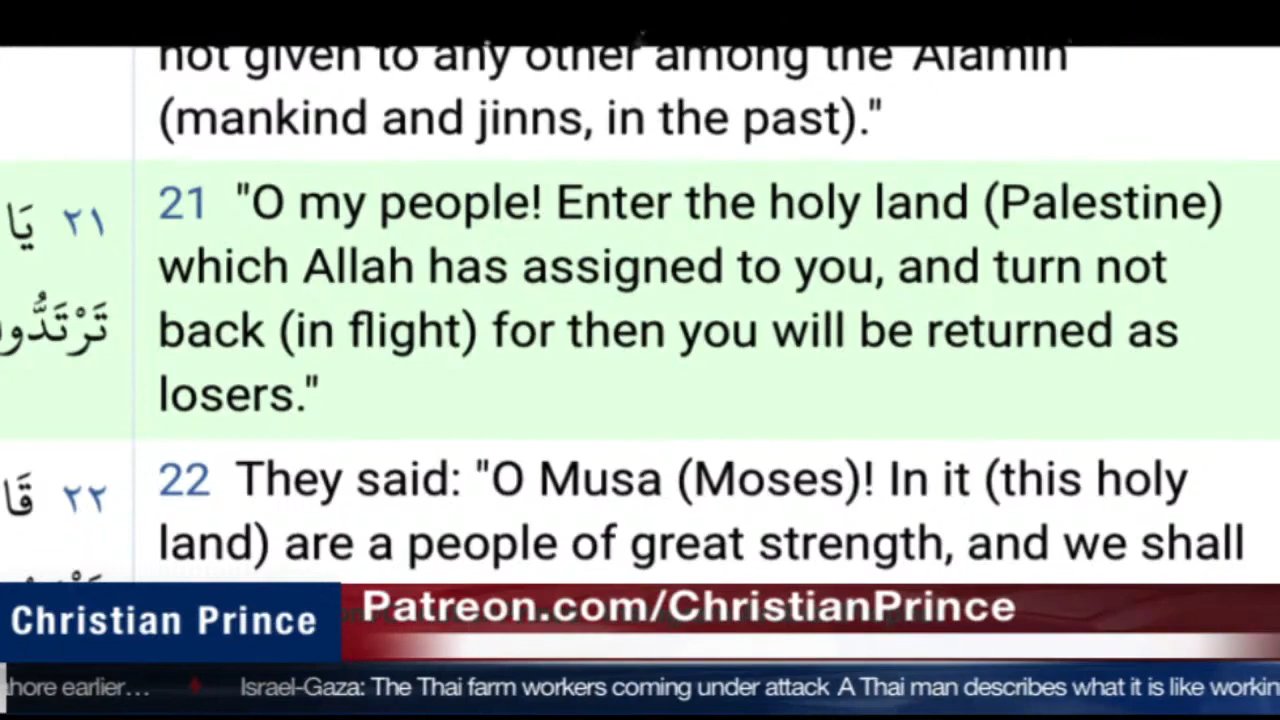 not given to any other among the 'Alamin
(mankind and jinns, in the past)."
٢١ يَا
21 "O my people! Enter the holy land (Palestine)
which Allah has assigned to you, and turn not
تَرْتَدُّو
back (in flight) for then you will be returned as
losers."
٢٢ قَا
22 They said: "O Musa (Moses)! In it (this holy
land) are a people of great strength, and we shall
Christian Prince
Patreon.com/ChristianPrince
earlier... Israel-Gaza: The Thai farm workers coming under attack A Thai man describes what it is like